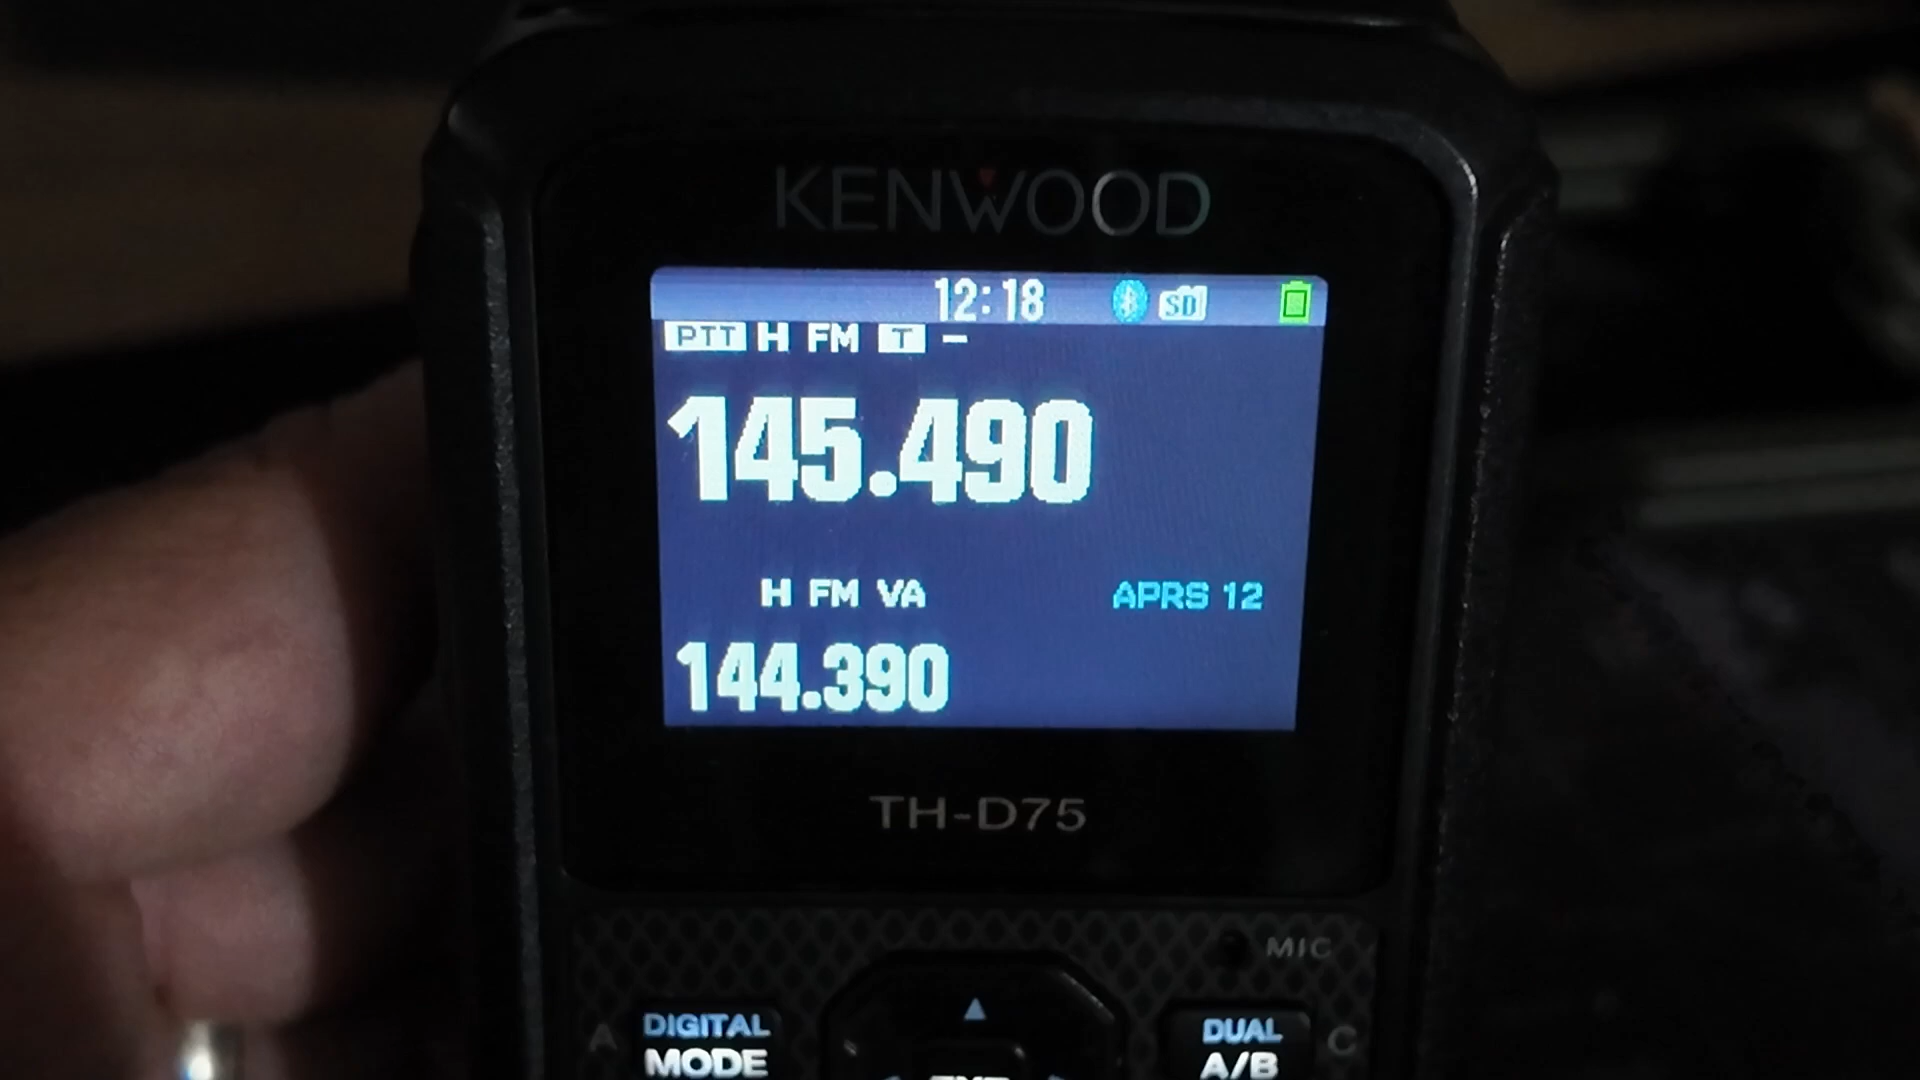 KENWOOD
12:18 SD
PTT H FM T −
145.490
H FM VA APRS 12
144.390
TH-D75
MIC
A DIGITAL DUAL C
MODE A/B